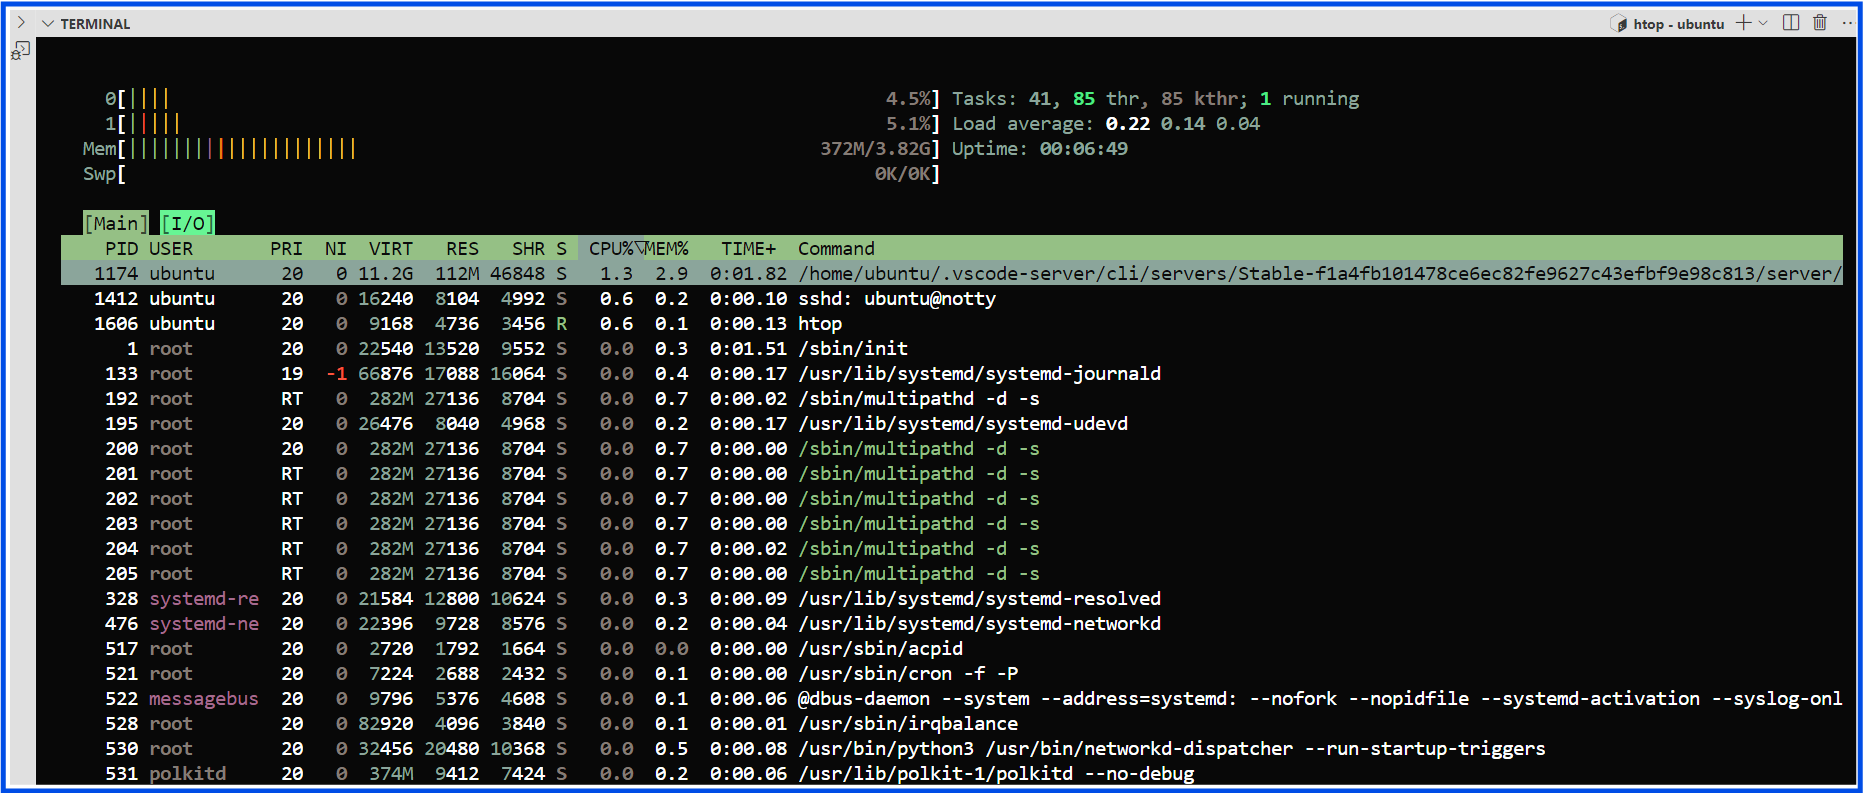 TERMINAL htop - ubuntu
0[|||| 4.5%] Tasks: 41, 85 thr, 85 kthr; 1 running
1[||||| 5.1%] Load average: 0.22 0.14 0.04
Mem[||||||||||||||||||||| 372M/3.82G] Uptime: 00:06:49
Swp[ 0K/0K]
[Main] [I/O]
PID USER PRI NI VIRT RES SHR S CPU%▽MEM% TIME+ Command
1174 ubuntu 20 0 11.2G 112M 46848 S 1.3 2.9 0:01.82 /home/ubuntu/.vscode-server/cli/servers/Stable-f1a4fb101478ce6ec82fe9627c43efbf9e98c813/server/
1412 ubuntu 20 0 16240 8104 4992 S 0.6 0.2 0:00.10 sshd: ubuntu@notty
1606 ubuntu 20 0 9168 4736 3456 R 0.6 0.1 0:00.13 htop
1 root 20 0 22540 13520 9552 S 0.0 0.3 0:01.51 /sbin/init
133 root 19 -1 66876 17088 16064 S 0.0 0.4 0:00.17 /usr/lib/systemd/systemd-journald
192 root RT 0 282M 27136 8704 S 0.0 0.7 0:00.02 /sbin/multipathd -d -s
195 root 20 0 26476 8040 4968 S 0.0 0.2 0:00.17 /usr/lib/systemd/systemd-udevd
200 root 20 0 282M 27136 8704 S 0.0 0.7 0:00.00 /sbin/multipathd -d -s
201 root RT 0 282M 27136 8704 S 0.0 0.7 0:00.00 /sbin/multipathd -d -s
202 root RT 0 282M 27136 8704 S 0.0 0.7 0:00.00 /sbin/multipathd -d -s
203 root RT 0 282M 27136 8704 S 0.0 0.7 0:00.00 /sbin/multipathd -d -s
204 root RT 0 282M 27136 8704 S 0.0 0.7 0:00.02 /sbin/multipathd -d -s
205 root RT 0 282M 27136 8704 S 0.0 0.7 0:00.00 /sbin/multipathd -d -s
328 systemd-re 20 0 21584 12800 10624 S 0.0 0.3 0:00.09 /usr/lib/systemd/systemd-resolved
476 systemd-ne 20 0 22396 9728 8576 S 0.0 0.2 0:00.04 /usr/lib/systemd/systemd-networkd
517 root 20 0 2720 1792 1664 S 0.0 0.0 0:00.00 /usr/sbin/acpid
521 root 20 0 7224 2688 2432 S 0.0 0.1 0:00.00 /usr/sbin/cron -f -P
522 messagebus 20 0 9796 5376 4608 S 0.0 0.1 0:00.06 @dbus-daemon --system --address=systemd: --nofork --nopidfile --systemd-activation --syslog-onl
528 root 20 0 82920 4096 3840 S 0.0 0.1 0:00.01 /usr/sbin/irqbalance
530 root 20 0 32456 20480 10368 S 0.0 0.5 0:00.08 /usr/bin/python3 /usr/bin/networkd-dispatcher --run-startup-triggers
531 polkitd 20 0 374M 9412 7424 S 0.0 0.2 0:00.06 /usr/lib/polkit-1/polkitd --no-debug